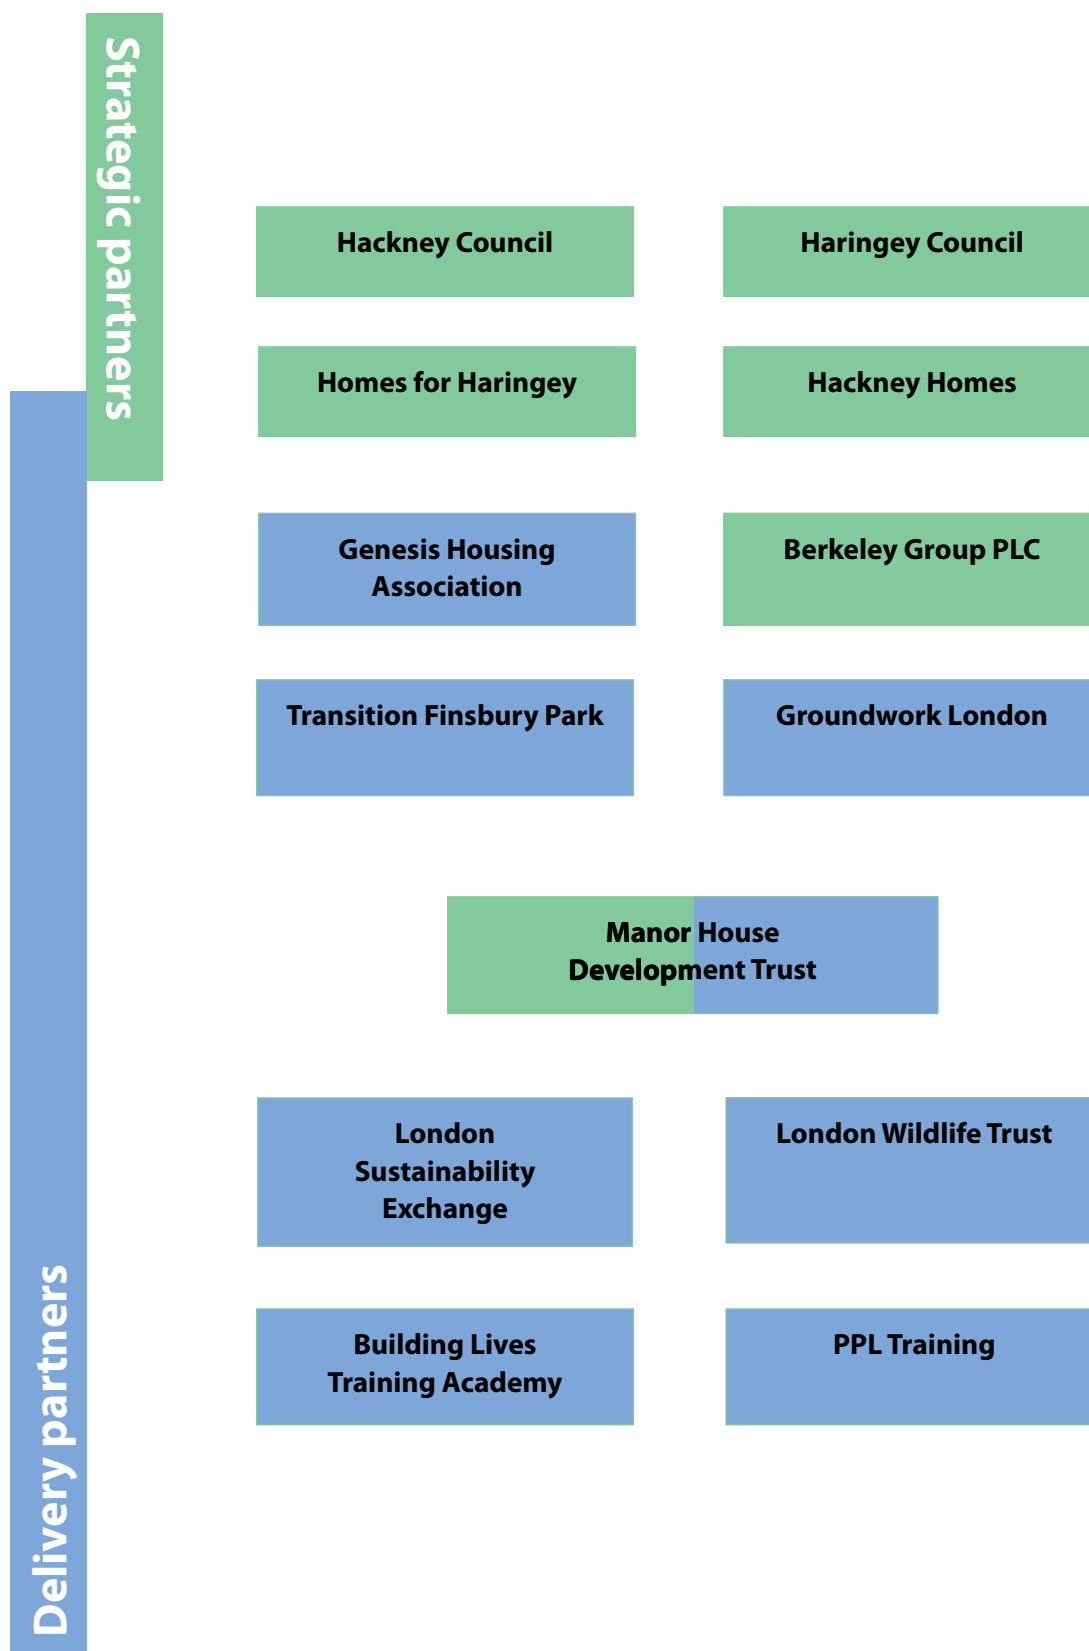 Strategic partners
Hackney Council
Haringey Council
Homes for Haringey
Hackney Homes
Genesis Housing
Association
Berkeley Group PLC
Transition Finsbury Park
Groundwork London
Manor House
Development Trust
London
Sustainability
Exchange
London Wildlife Trust
Building Lives
Training Academy
PPL Training
Delivery partners